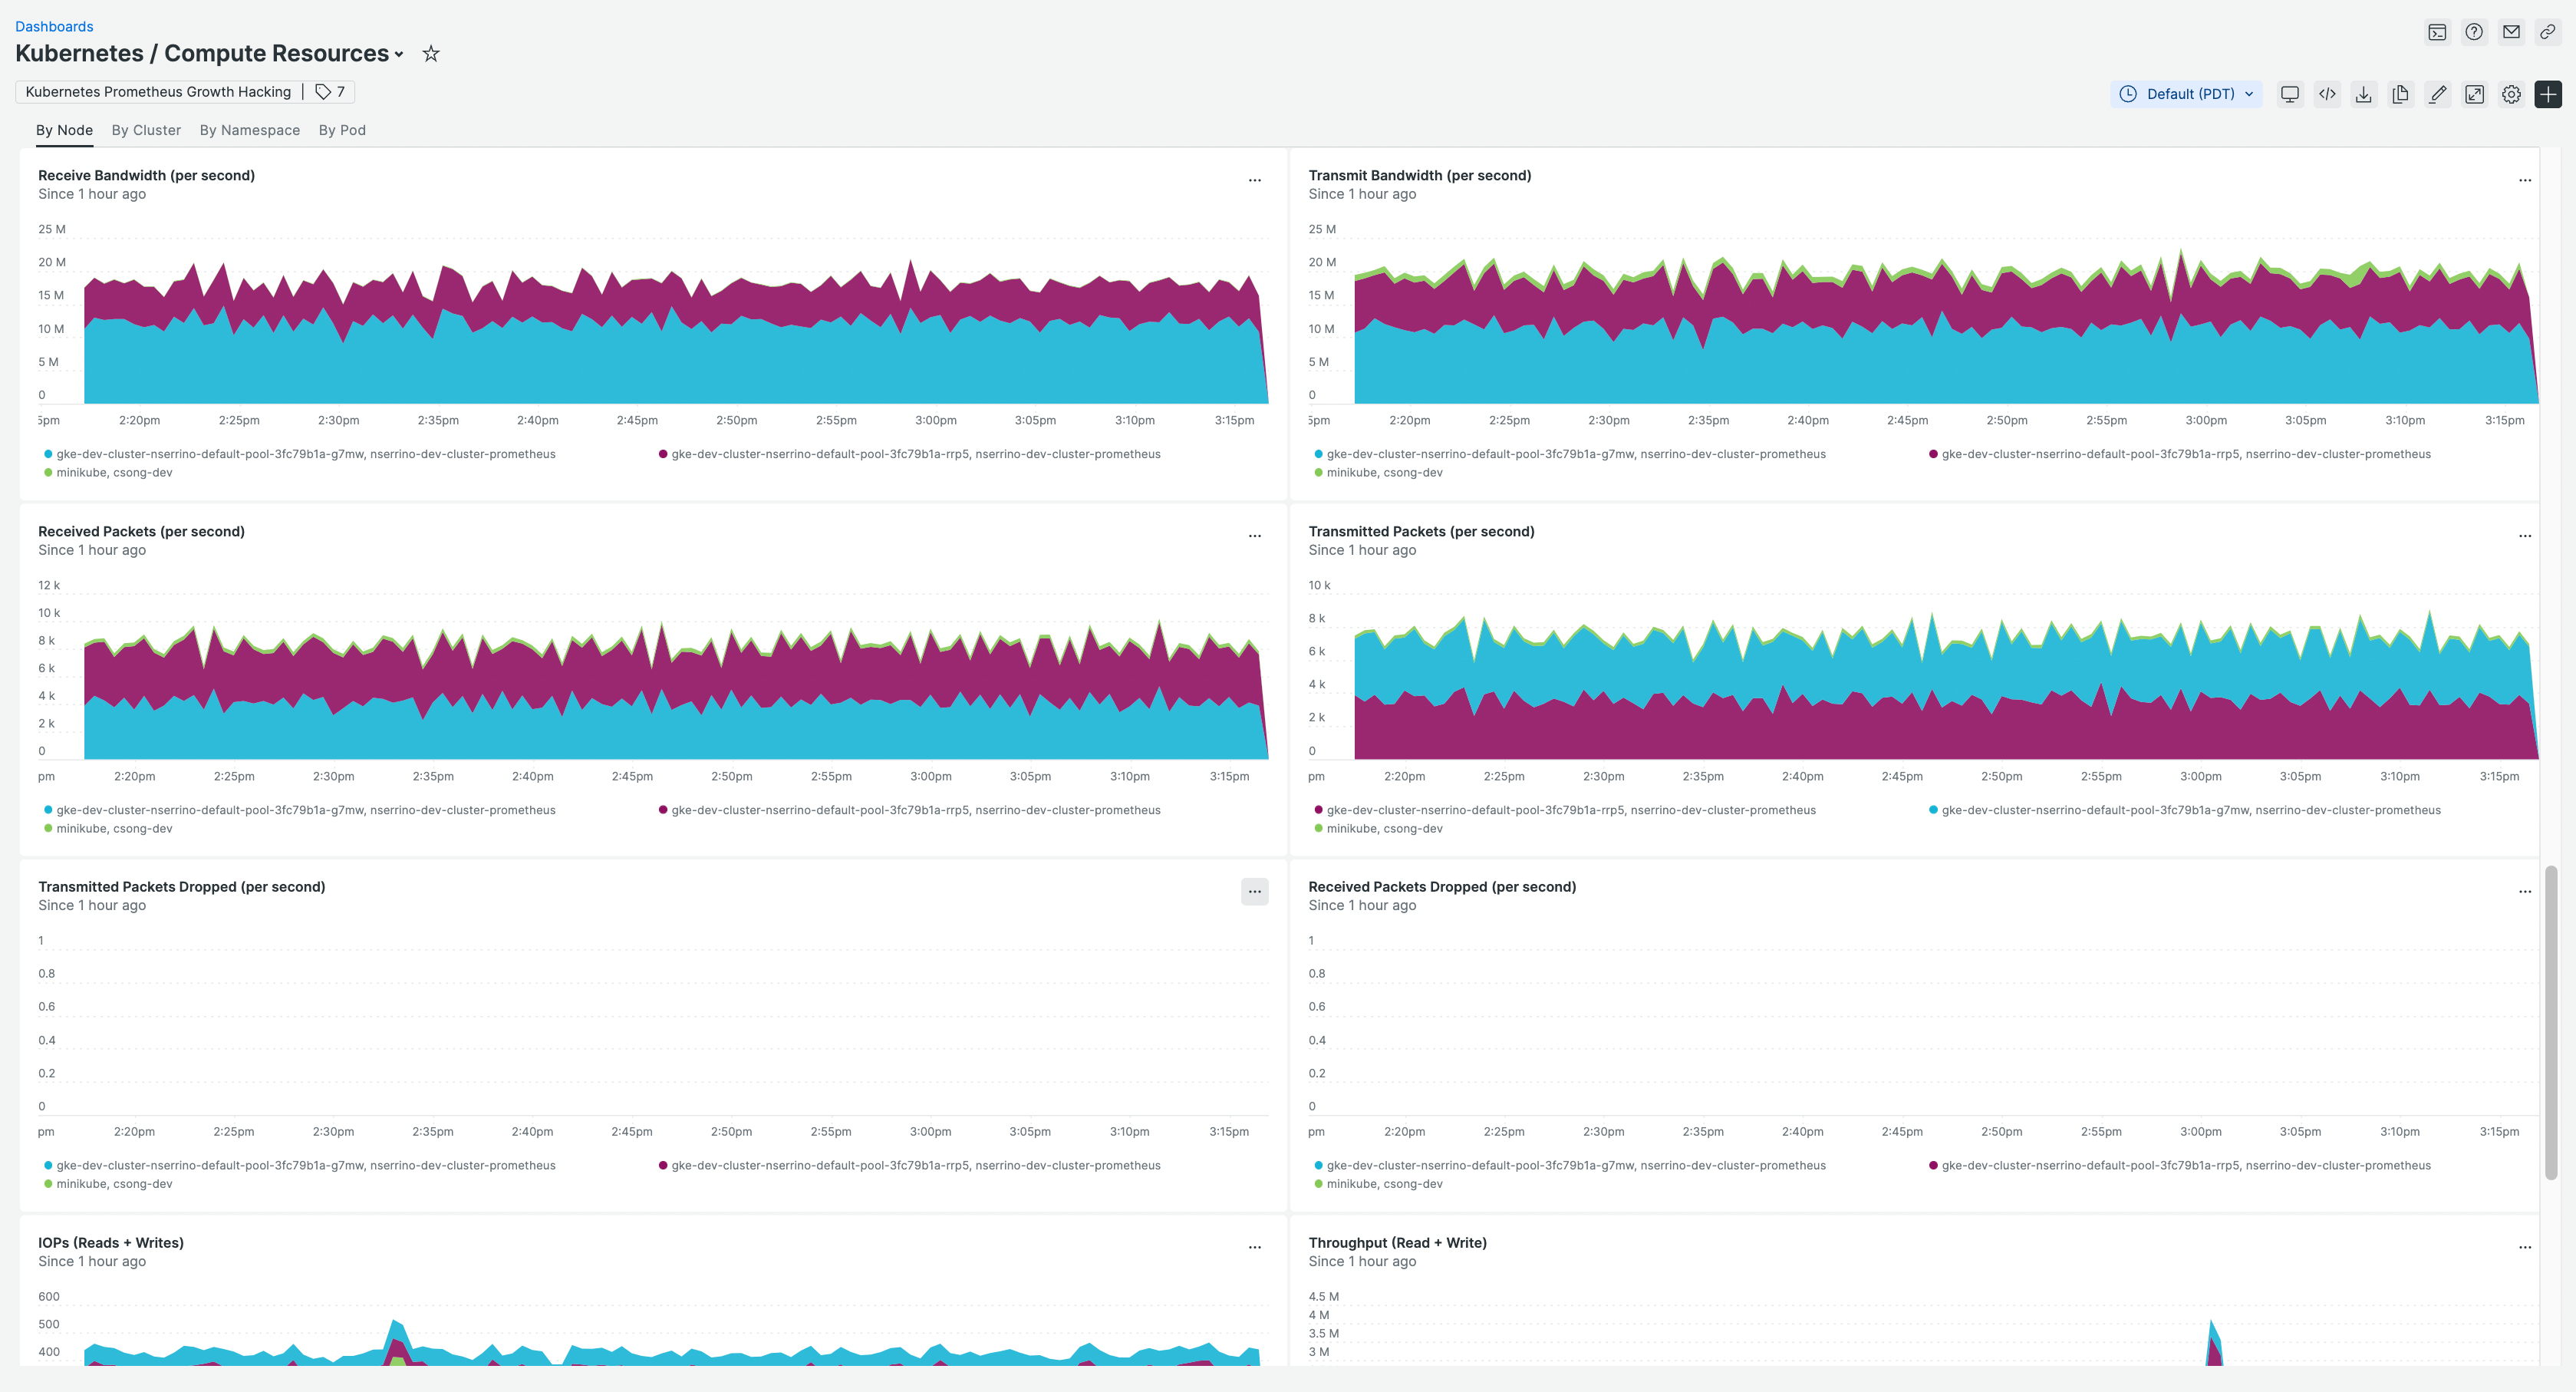 Dashboards
Kubernetes / Compute Resources
Kubernetes Prometheus Growth Hacking | 7
Default (PDT)
By Node By Cluster By Namespace By Pod
Receive Bandwidth (per second)
Since 1 hour ago
25 M
20 M
15 M
10 M
5 M
0
5pm 2:20pm 2:25pm 2:30pm 2:35pm 2:40pm 2:45pm 2:50pm 2:55pm 3:00pm 3:05pm 3:10pm 3:15pm
gke-dev-cluster-nserrino-default-pool-3fc79b1a-g7mw, nserrino-dev-cluster-prometheus gke-dev-cluster-nserrino-default-pool-3fc79b1a-rrp5, nserrino-dev-cluster-prometheus
minikube, csong-dev
Transmit Bandwidth (per second)
Since 1 hour ago
25 M
20 M
15 M
10 M
5 M
0
5pm 2:20pm 2:25pm 2:30pm 2:35pm 2:40pm 2:45pm 2:50pm 2:55pm 3:00pm 3:05pm 3:10pm 3:15pm
gke-dev-cluster-nserrino-default-pool-3fc79b1a-g7mw, nserrino-dev-cluster-prometheus gke-dev-cluster-nserrino-default-pool-3fc79b1a-rrp5, nserrino-dev-cluster-prometheus
minikube, csong-dev
Received Packets (per second)
Since 1 hour ago
12 k
10 k
8 k
6 k
4 k
2 k
0
pm 2:20pm 2:25pm 2:30pm 2:35pm 2:40pm 2:45pm 2:50pm 2:55pm 3:00pm 3:05pm 3:10pm 3:15pm
gke-dev-cluster-nserrino-default-pool-3fc79b1a-g7mw, nserrino-dev-cluster-prometheus gke-dev-cluster-nserrino-default-pool-3fc79b1a-rrp5, nserrino-dev-cluster-prometheus
minikube, csong-dev
Transmitted Packets (per second)
Since 1 hour ago
10 k
8 k
6 k
4 k
2 k
0
pm 2:20pm 2:25pm 2:30pm 2:35pm 2:40pm 2:45pm 2:50pm 2:55pm 3:00pm 3:05pm 3:10pm 3:15pm
gke-dev-cluster-nserrino-default-pool-3fc79b1a-rrp5, nserrino-dev-cluster-prometheus gke-dev-cluster-nserrino-default-pool-3fc79b1a-g7mw, nserrino-dev-cluster-prometheus
minikube, csong-dev
Transmitted Packets Dropped (per second)
Since 1 hour ago
1
0.8
0.6
0.4
0.2
0
pm 2:20pm 2:25pm 2:30pm 2:35pm 2:40pm 2:45pm 2:50pm 2:55pm 3:00pm 3:05pm 3:10pm 3:15pm
gke-dev-cluster-nserrino-default-pool-3fc79b1a-g7mw, nserrino-dev-cluster-prometheus gke-dev-cluster-nserrino-default-pool-3fc79b1a-rrp5, nserrino-dev-cluster-prometheus
minikube, csong-dev
Received Packets Dropped (per second)
Since 1 hour ago
1
0.8
0.6
0.4
0.2
0
pm 2:20pm 2:25pm 2:30pm 2:35pm 2:40pm 2:45pm 2:50pm 2:55pm 3:00pm 3:05pm 3:10pm 3:15pm
gke-dev-cluster-nserrino-default-pool-3fc79b1a-g7mw, nserrino-dev-cluster-prometheus gke-dev-cluster-nserrino-default-pool-3fc79b1a-rrp5, nserrino-dev-cluster-prometheus
minikube, csong-dev
IOPs (Reads + Writes)
Since 1 hour ago
600
500
400
Throughput (Read + Write)
Since 1 hour ago
4.5 M
4 M
3.5 M
3 M